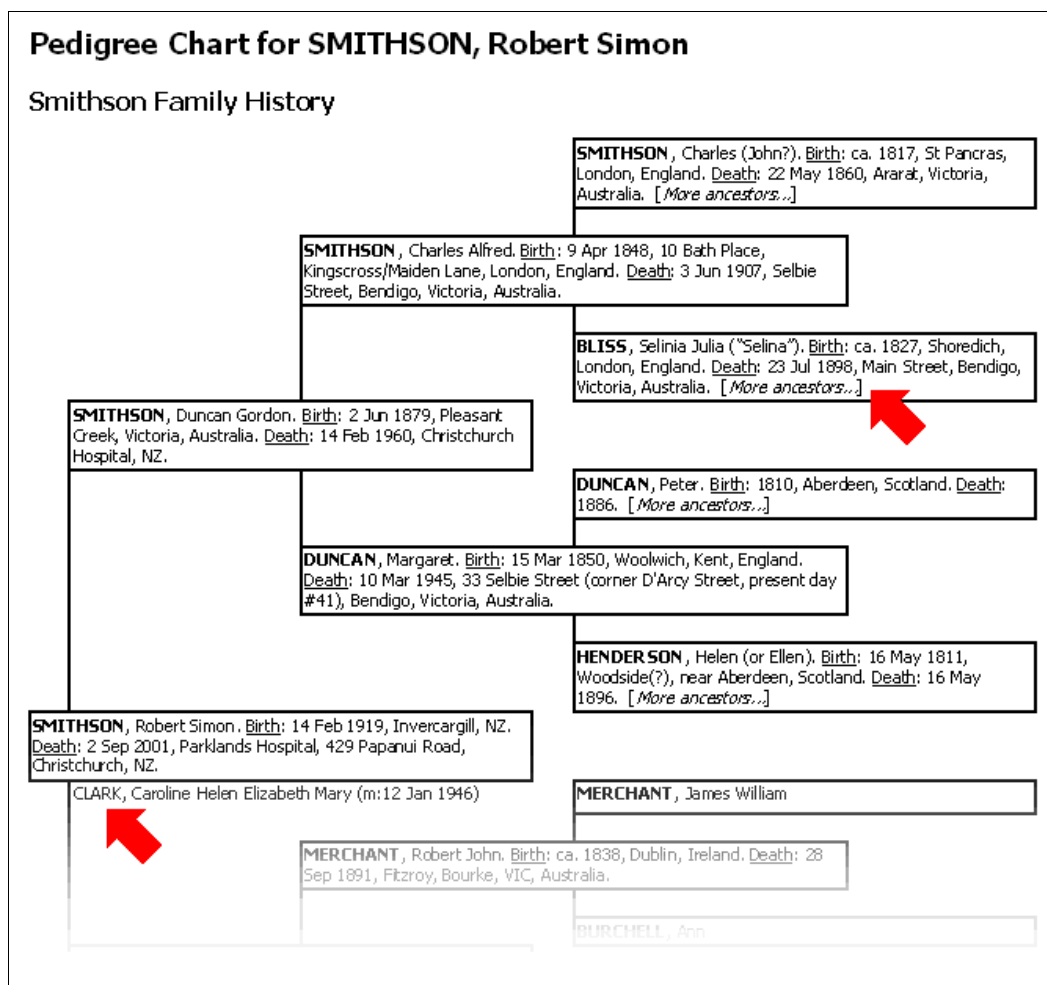 Pedigree Chart for SMITHSON, Robert Simon
Smithson Family History
SMITHSON, Charles (John?). Birth: ca. 1817, St Pancras,
London, England. Death: 22 May 1860, Ararat, Victoria,
Australia. [More ancestors...]
SMITHSON, Charles Alfred. Birth: 9 Apr 1848, 10 Bath Place,
Kingscross/Maiden Lane, London, England. Death: 3 Jun 1907, Selbie
Street, Bendigo, Victoria, Australia.
BLISS, Selinia Julia ("Selina"). Birth: ca. 1827, Shoredich,
London, England. Death: 23 Jul 1898, Main Street, Bendigo,
Victoria, Australia. [More ancestors...]
SMITHSON, Duncan Gordon. Birth: 2 Jun 1879, Pleasant
Creek, Victoria, Australia. Death: 14 Feb 1960, Christchurch
Hospital, NZ.
DUNCAN, Peter. Birth: 1810, Aberdeen, Scotland. Death:
1886. [More ancestors...]
DUNCAN, Margaret. Birth: 15 Mar 1850, Woolwich, Kent, England.
Death: 10 Mar 1945, 33 Selbie Street (corner D'Arcy Street, present day
#41), Bendigo, Victoria, Australia.
HENDERSON, Helen (or Ellen). Birth: 16 May 1811,
Woodside(?), near Aberdeen, Scotland. Death: 16 May
1896. [More ancestors...]
SMITHSON, Robert Simon. Birth: 14 Feb 1919, Invercargill, NZ.
Death: 2 Sep 2001, Parklands Hospital, 429 Papanui Road,
Christchurch, NZ.
CLARK, Caroline Helen Elizabeth Mary (m:12 Jan 1946)
MERCHANT, James William
MERCHANT, Robert John. Birth: ca. 1838, Dublin, Ireland. Death: 28
Sep 1891, Fitzroy, Bourke, VIC, Australia.
BURCHELL, Ann